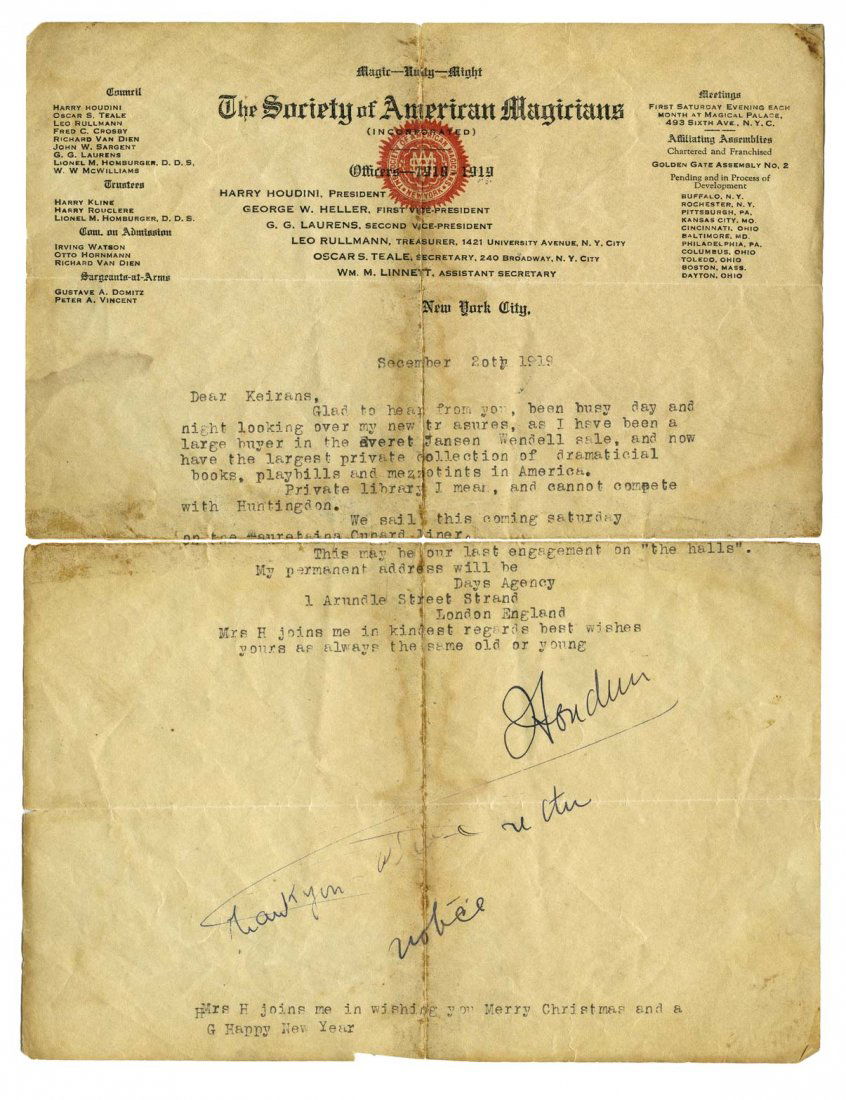 Magic—Unity—Might
The Society of American Magicians
(INCORPORATED)
Officers—1918-1919
HARRY HOUDINI, PRESIDENT
GEORGE W. HELLER, FIRST VICE-PRESIDENT
G. G. LAURENS, SECOND VICE-PRESIDENT
LEO RULLMANN, TREASURER, 1421 UNIVERSITY AVENUE, N. Y. CITY
OSCAR S. TEALE, SECRETARY, 240 BROADWAY, N. Y. CITY
WM. M. LINNETT, ASSISTANT SECRETARY
New York City,
Council
HARRY HOUDINI
OSCAR S. TEALE
LEO RULLMANN
FRED C. CROSBY
RICHARD VAN DIEN
JOHN W. SARGENT
G. G. LAURENS
LIONEL M. HOMBURGER, D. D. S.
W. W. MCWILLIAMS
Trustees
HARRY KLINE
HARRY ROUCLERE
LIONEL M. HOMBURGER, D. D. S.
Com. on Admission
IRVING WATSON
OTTO HORNMANN
RICHARD VAN DIEN
Sargeants-at-Arms
GUSTAVE A. DOMITZ
PETER A. VINCENT
Meetings
FIRST SATURDAY EVENING EACH
MONTH AT MAGICAL PALACE,
493 SIXTH AVE., N. Y. C.
Affiliating Assemblies
Chartered and Franchised
GOLDEN GATE ASSEMBLY NO. 2
Pending and in Process of
Development
BUFFALO, N. Y.
ROCHESTER, N. Y.
PITTSBURGH, PA.
KANSAS CITY, MO.
CINCINNATI, OHIO
BALTIMORE, MD.
PHILADELPHIA, PA.
COLUMBUS, OHIO
TOLEDO, OHIO
BOSTON, MASS.
DAYTON, OHIO
Secember 20th 1919
Dear Keirans,
Glad to hear from you, been busy day and
night looking over my new tr asures, as I have been a
large buyer in the Everet Jansen Wendell sale, and now
have the largest private collection of dramaticial
books, playbills and mezzotints in America.
Private library I mean, and cannot compete
with Huntingdon.
We sail this coming saturday
on the Mauretaina Cunard liner.
This may be our last engagement on "the halls".
My permanent address will be
Days Agency
1 Arundle Street Strand
London England
Mrs H joins me in kindest regards best wishes
yours as always the same old or young
Houdini
Thank you
notice
Mrs H joins me in wishing you Merry Christmas and a
G Happy New Year